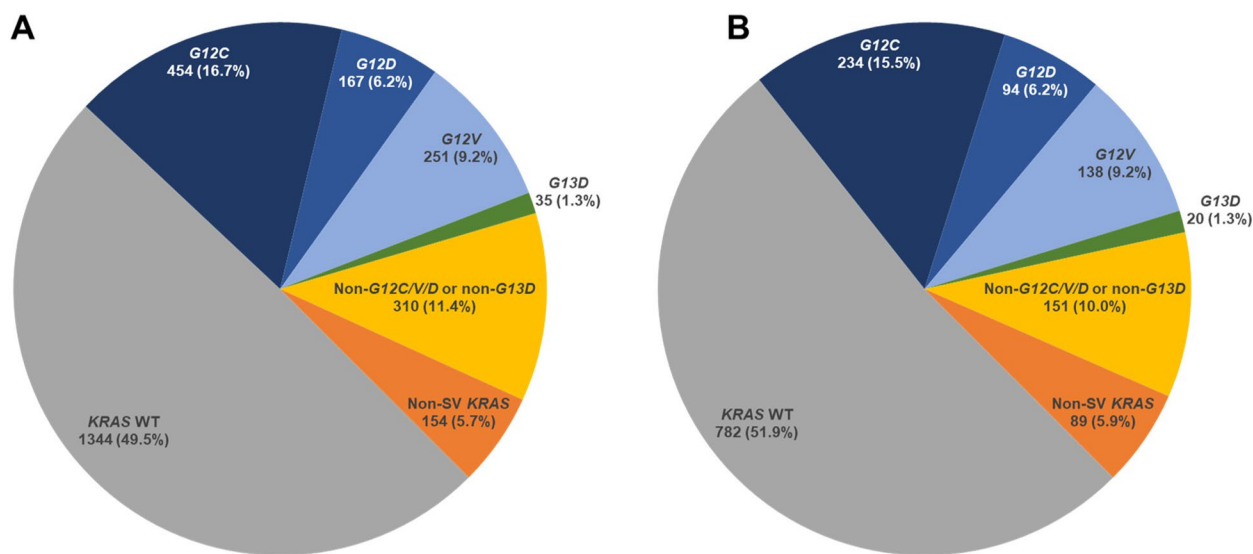 A
G12C
454 (16.7%)
G12D
167 (6.2%)
G12V
251 (9.2%)
G13D
35 (1.3%)
Non-G12C/V/D or non-G13D
310 (11.4%)
Non-SV KRAS
154 (5.7%)
KRAS WT
1344 (49.5%)
B
G12C
234 (15.5%)
G12D
94 (6.2%)
G12V
138 (9.2%)
G13D
20 (1.3%)
Non-G12C/V/D or non-G13D
151 (10.0%)
Non-SV KRAS
89 (5.9%)
KRAS WT
782 (51.9%)